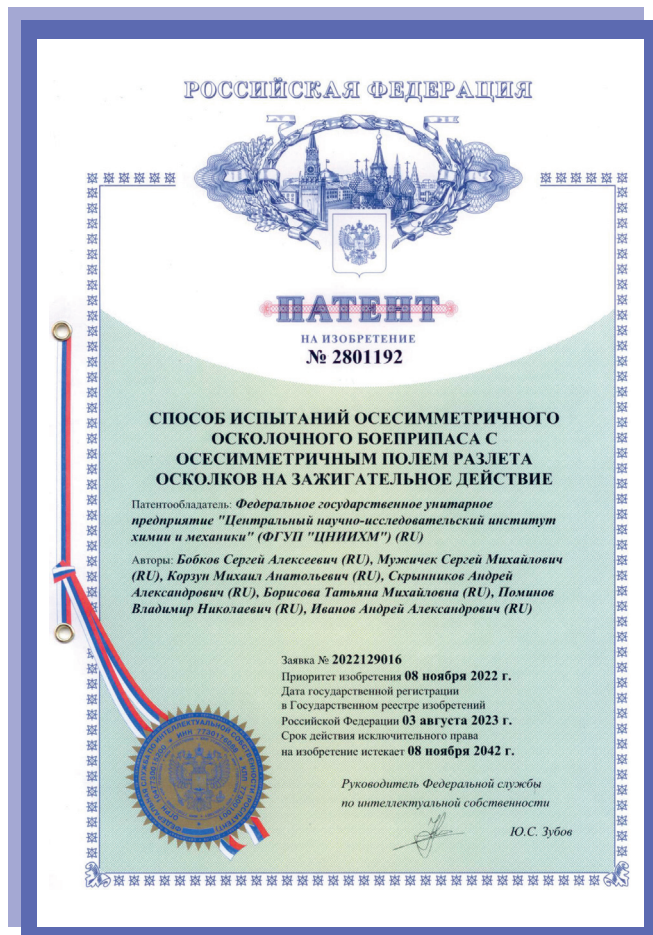 РОССИЙСКАЯ ФЕДЕРАЦИЯ
ПАТЕНТ
НА ИЗОБРЕТЕНИЕ
№ 2801192
СПОСОБ ИСПЫТАНИЙ ОСЕСИММЕТРИЧНОГО
ОСКОЛОЧНОГО БОЕПРИПАСА С
ОСЕСИММЕТРИЧНЫМ ПОЛЕМ РАЗЛЕТА
ОСКОЛКОВ НА ЗАЖИГАТЕЛЬНОЕ ДЕЙСТВИЕ
Патентообладатель: Федеральное государственное унитарное
предприятие "Центральный научно-исследовательский институт
химии и механики" (ФГУП "ЦНИИХМ") (RU)
Авторы: Бобков Сергей Алексеевич (RU), Мужичек Сергей Михайлович
(RU), Корзун Михаил Анатольевич (RU), Скрынников Андрей
Александрович (RU), Борисова Татьяна Михайловна (RU), Поминов
Владимир Николаевич (RU), Иванов Андрей Александрович (RU)
Заявка № 2022129016
Приоритет изобретения 08 ноября 2022 г.
Дата государственной регистрации
в Государственном реестре изобретений
Российской Федерации 03 августа 2023 г.
Срок действия исключительного права
на изобретение истекает 08 ноября 2042 г.
Руководитель Федеральной службы
по интеллектуальной собственности
Ю.С. Зубов